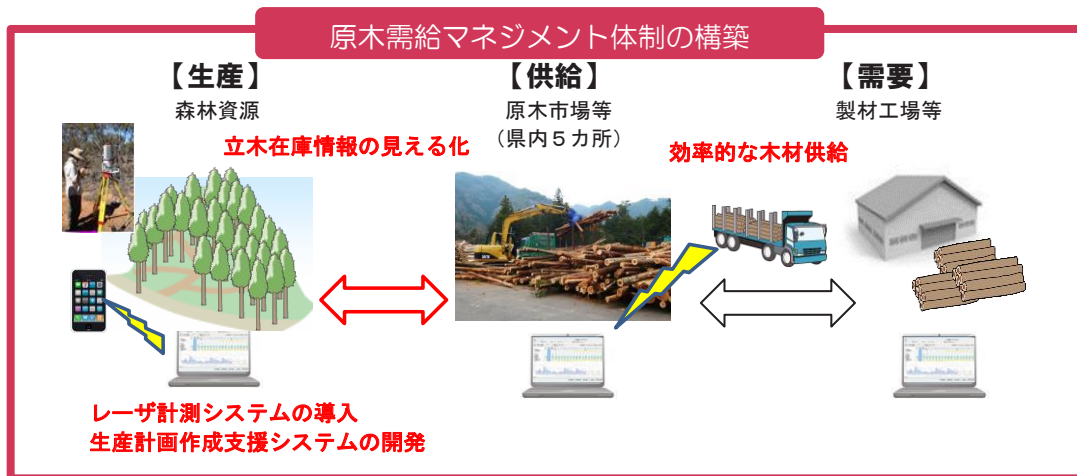 原木需給マネジメント体制の構築
【生産】
森林資源
【供給】
原木市場等
（県内５カ所）
【需要】
製材工場等
立木在庫情報の見える化
効率的な木材供給
レーザ計測システムの導入
生産計画作成支援システムの開発